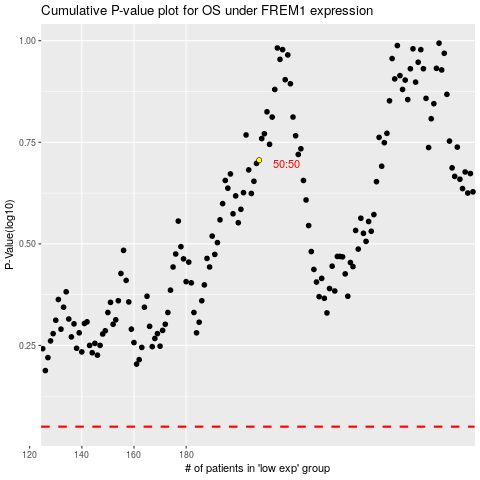 Cumulative P-value plot for OS under FREM1 expression
1.00
0.75
0.50
0.25
P-Value(log10)
50:50
120 140 160 180
# of patients in 'low exp' group